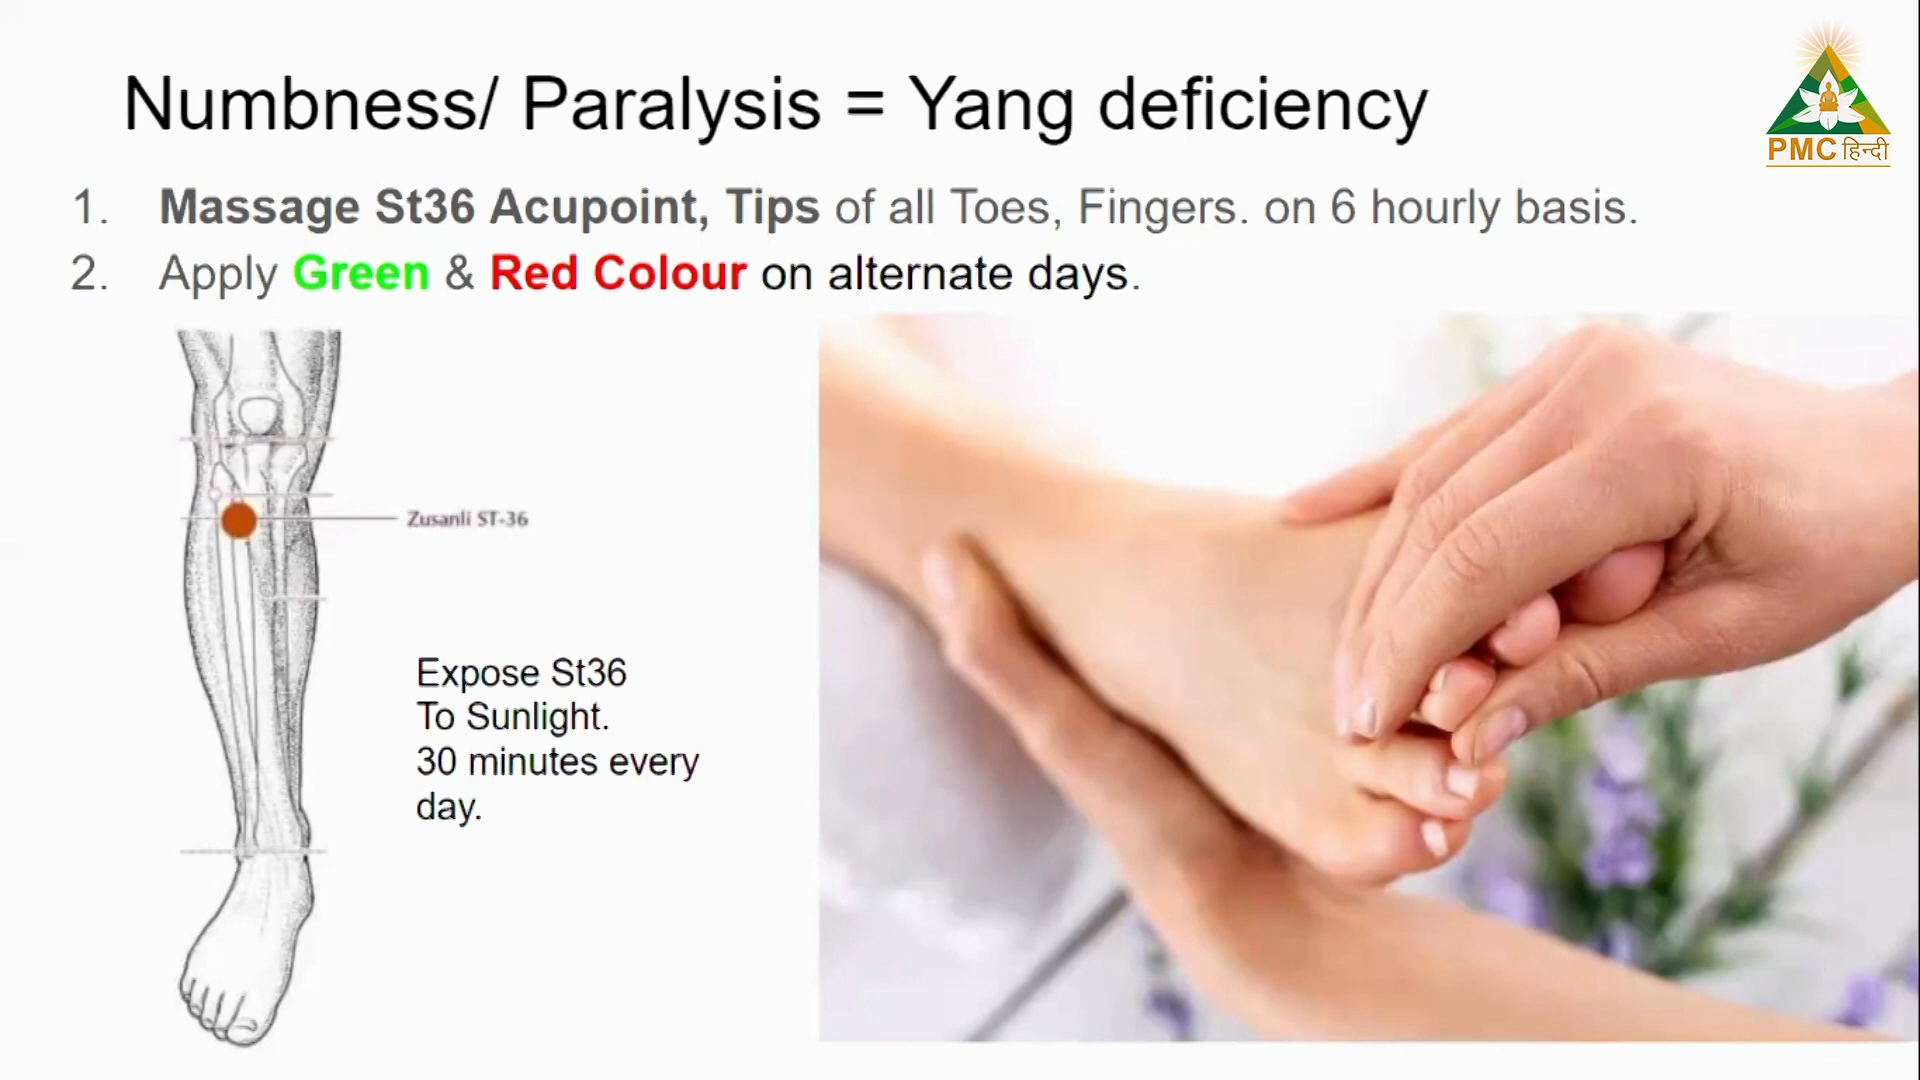 Numbness/ Paralysis = Yang deficiency
PMC हिन्दी
1. Massage St36 Acupoint, Tips of all Toes, Fingers. on 6 hourly basis.
2. Apply Green & Red Colour on alternate days.
Zusanli ST-36
Expose St36
To Sunlight.
30 minutes every
day.